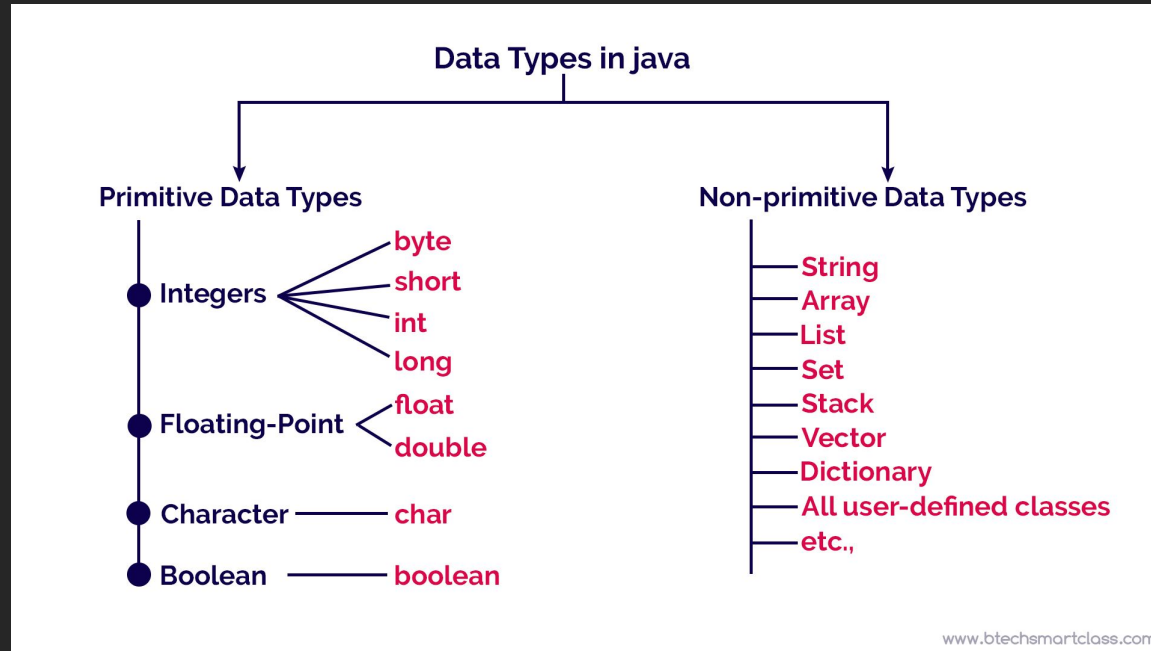 Data Types in java
Primitive Data Types
Integers
byte
short
int
long
Floating-Point
float
double
Character
char
Boolean
boolean
Non-primitive Data Types
String
Array
List
Set
Stack
Vector
Dictionary
All user-defined classes
etc.,
www.btechsmartclass.com